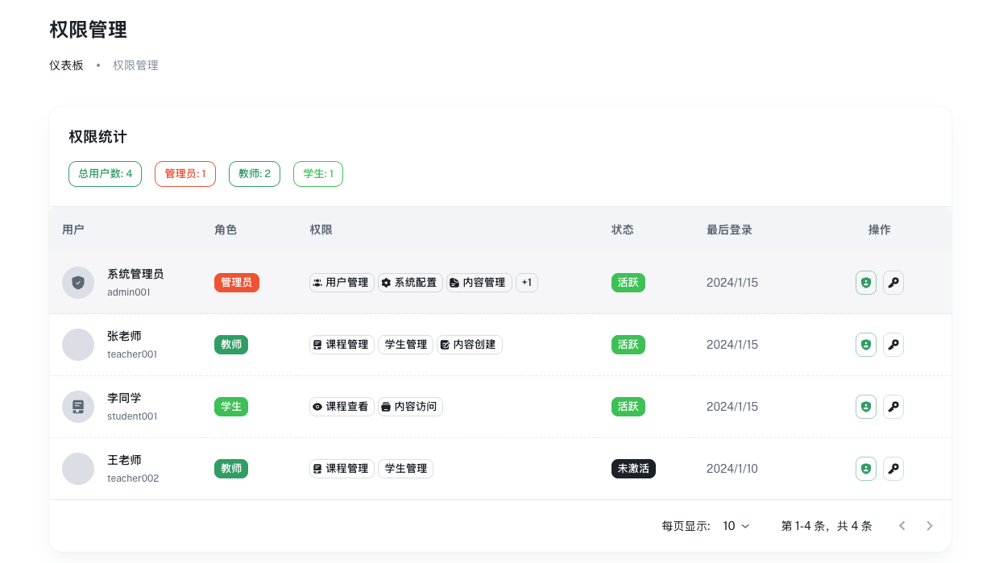 权限管理
仪表板 • 权限管理
权限统计
总用户数: 4 管理员: 1 教师: 2 学生: 1
用户 角色 权限 状态 最后登录 操作
系统管理员
admin001
管理员 用户管理 系统配置 内容管理 +1 活跃 2024/1/15
张老师
teacher001
教师 课程管理 学生管理 内容创建 活跃 2024/1/15
李同学
student001
学生 课程查看 内容访问 活跃 2024/1/15
王老师
teacher002
教师 课程管理 学生管理 未激活 2024/1/10
每页显示: 10 第 1-4 条，共 4 条